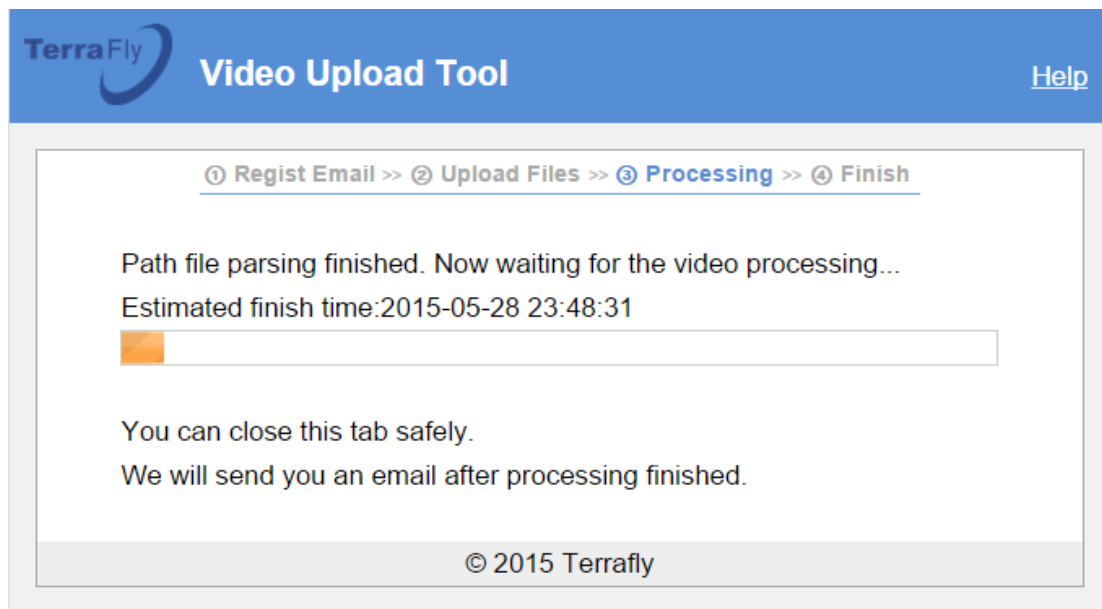 TerraFly
Video Upload Tool
Help
① Regist Email >> ② Upload Files >> ③ Processing >> ④ Finish
Path file parsing finished. Now waiting for the video processing...
Estimated finish time:2015-05-28 23:48:31
You can close this tab safely.
We will send you an email after processing finished.
© 2015 Terrafly